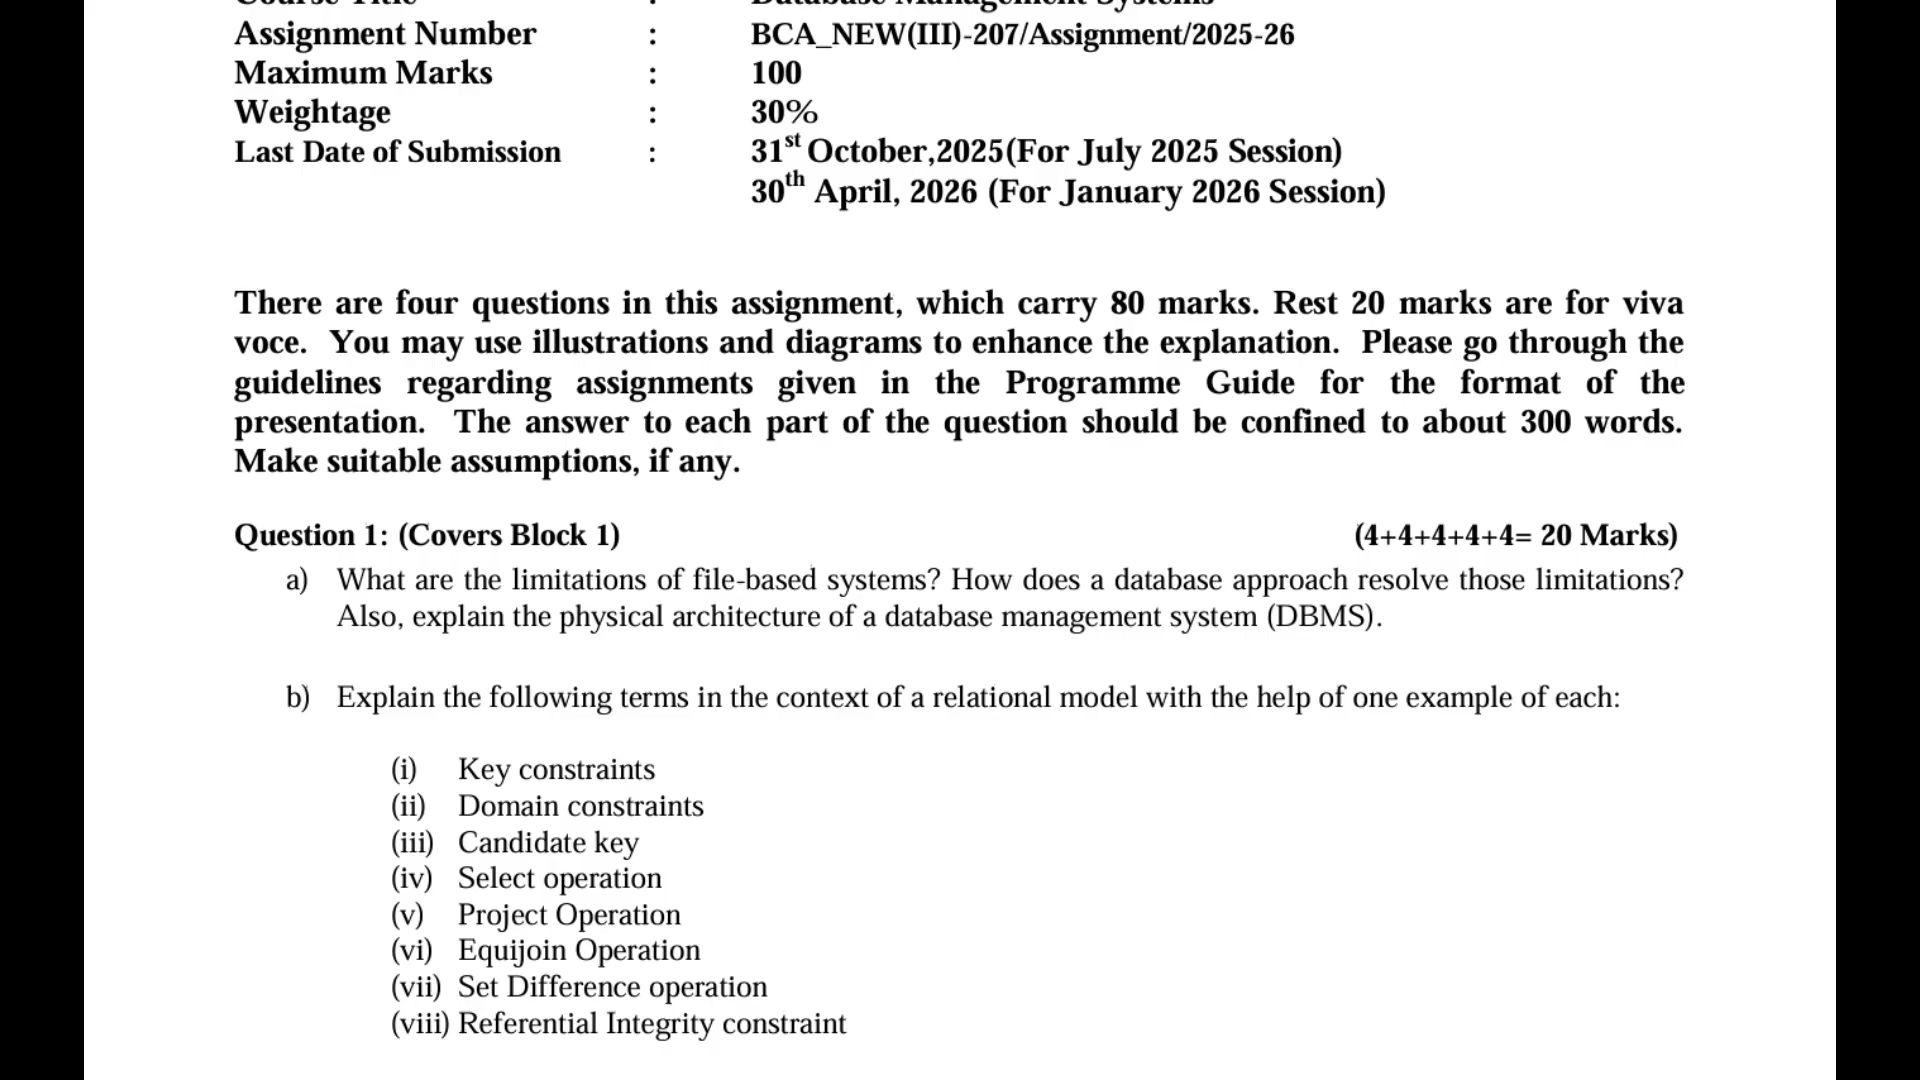 Course Title : Database Management Systems
Assignment Number : BCA_NEW(III)-207/Assignment/2025-26
Maximum Marks : 100
Weightage : 30%
Last Date of Submission : 31st October,2025(For July 2025 Session)
30th April, 2026 (For January 2026 Session)
There are four questions in this assignment, which carry 80 marks. Rest 20 marks are for viva
voce. You may use illustrations and diagrams to enhance the explanation. Please go through the
guidelines regarding assignments given in the Programme Guide for the format of the
presentation. The answer to each part of the question should be confined to about 300 words.
Make suitable assumptions, if any.
Question 1: (Covers Block 1) (4+4+4+4+4= 20 Marks)
a) What are the limitations of file-based systems? How does a database approach resolve those limitations?
Also, explain the physical architecture of a database management system (DBMS).
b) Explain the following terms in the context of a relational model with the help of one example of each:
(i) Key constraints
(ii) Domain constraints
(iii) Candidate key
(iv) Select operation
(v) Project Operation
(vi) Equijoin Operation
(vii) Set Difference operation
(viii) Referential Integrity constraint